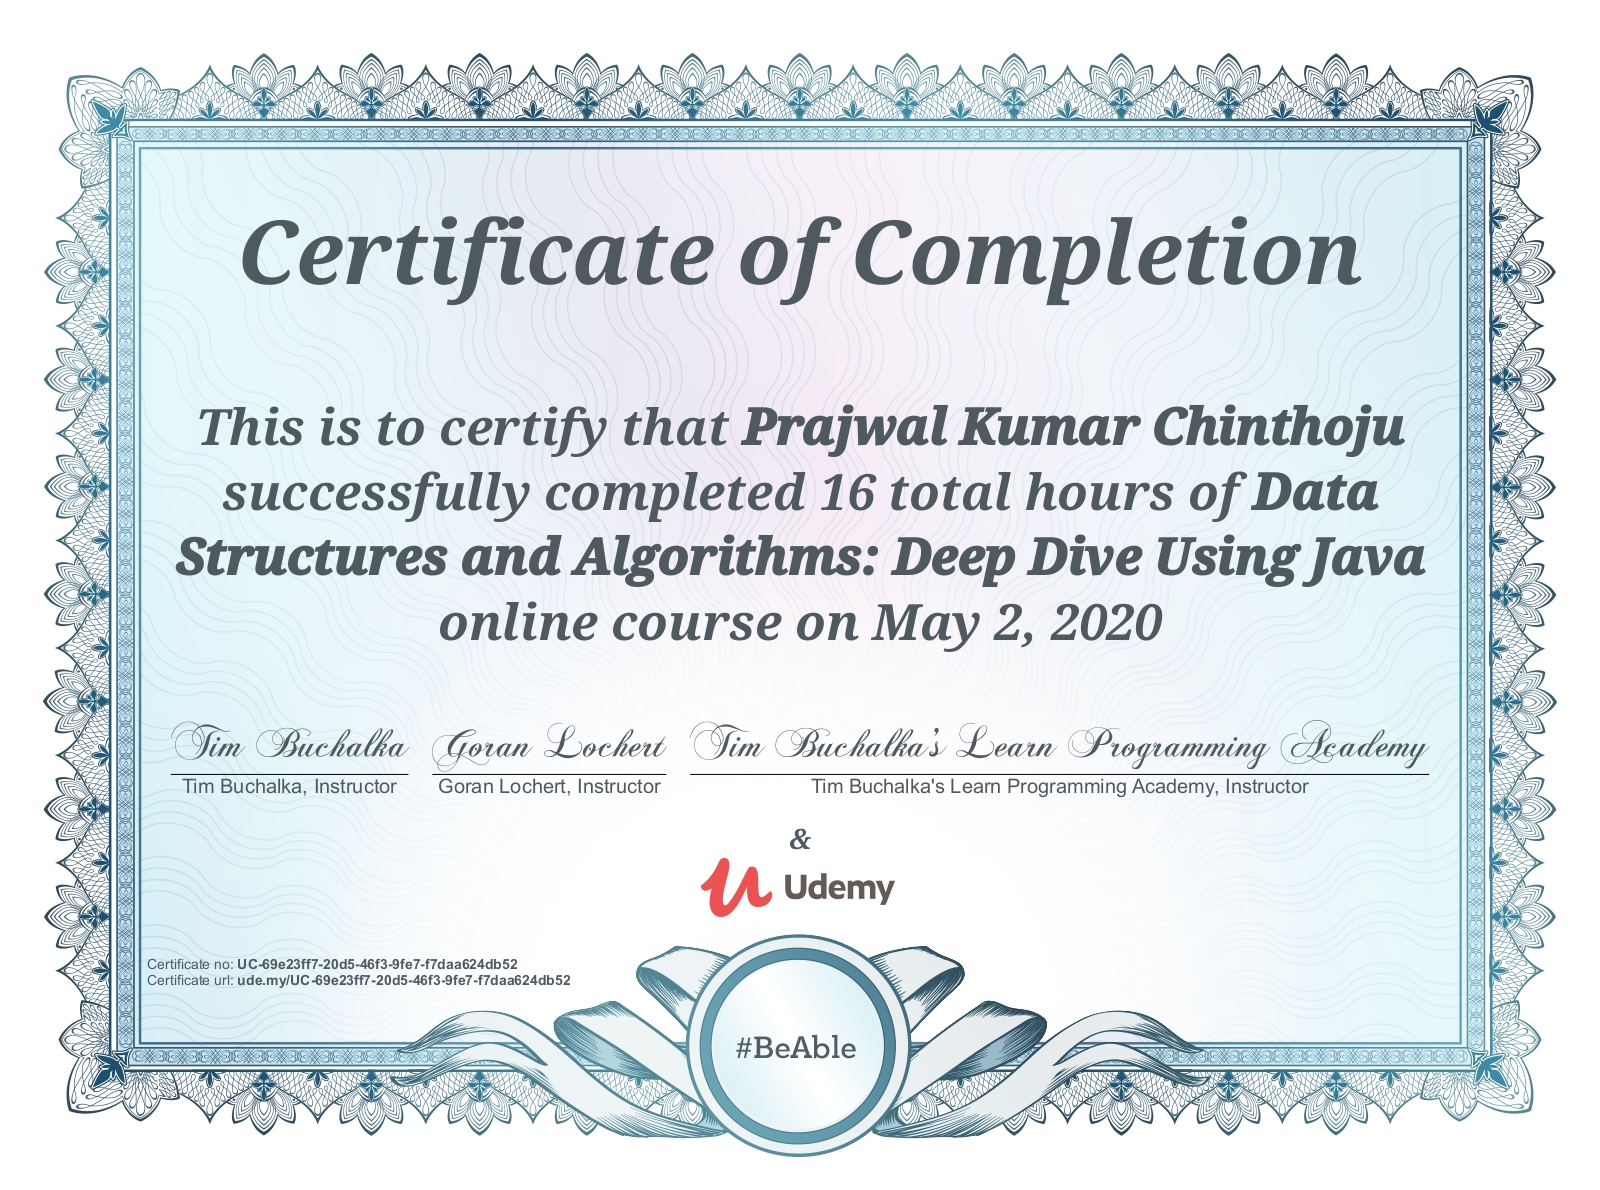 Certificate of Completion
This is to certify that Prajwal Kumar Chinthoju
successfully completed 16 total hours of Data
Structures and Algorithms: Deep Dive Using Java
online course on May 2, 2020
Tim Buchalka Goran Lochert Tim Buchalka's Learn Programming Academy
Tim Buchalka, Instructor Goran Lochert, Instructor Tim Buchalka's Learn Programming Academy, Instructor
&
Udemy
Certificate no: UC-69e23ff7-20d5-46f3-9fe7-f7daa624db52
Certificate url: ude.my/UC-69e23ff7-20d5-46f3-9fe7-f7daa624db52
#BeAble